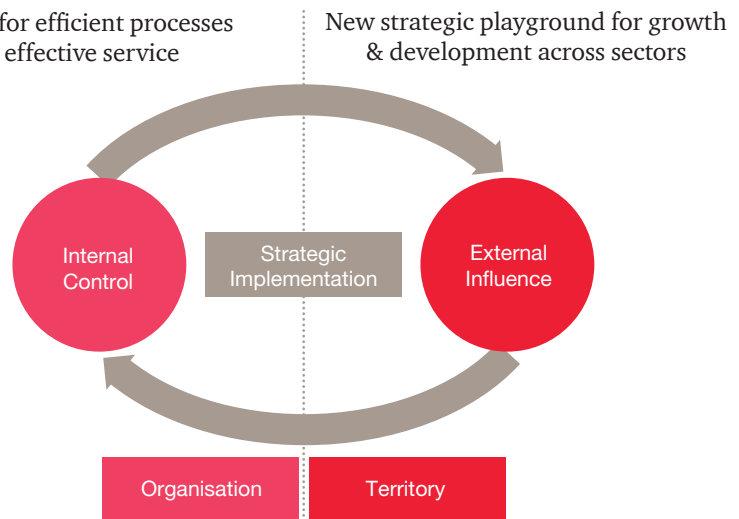 for efficient processes
effective service
New strategic playground for growth
& development across sectors
Internal
Control
Strategic
Implementation
External
Influence
Organisation
Territory